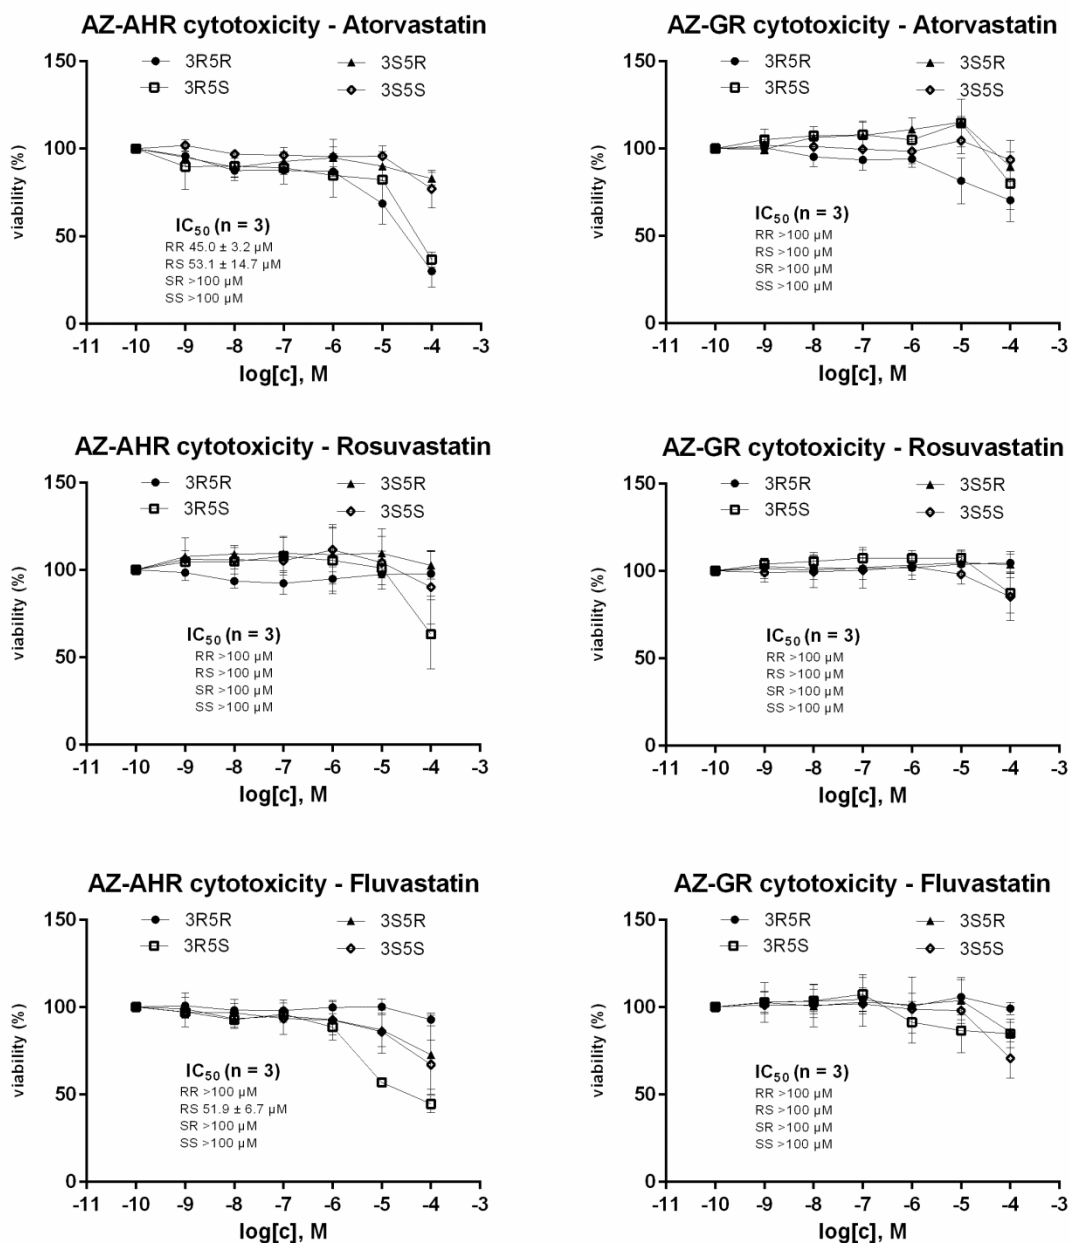 AZ-AHR cytotoxicity - Atorvastatin
150
100
50
0
viability (%)
3R5R
3R5S
3S5R
3S5S
IC50 (n = 3)
RR 45.0 ± 3.2 µM
RS 53.1 ± 14.7 µM
SR >100 µM
SS >100 µM
-11 -10 -9 -8 -7 -6 -5 -4 -3
log[c], M
AZ-GR cytotoxicity - Atorvastatin
150
100
50
0
viability (%)
3R5R
3R5S
3S5R
3S5S
IC50 (n = 3)
RR >100 µM
RS >100 µM
SR >100 µM
SS >100 µM
-11 -10 -9 -8 -7 -6 -5 -4 -3
log[c], M
AZ-AHR cytotoxicity - Rosuvastatin
150
100
50
0
viability (%)
3R5R
3R5S
3S5R
3S5S
IC50 (n = 3)
RR >100 µM
RS >100 µM
SR >100 µM
SS >100 µM
-11 -10 -9 -8 -7 -6 -5 -4 -3
log[c], M
AZ-GR cytotoxicity - Rosuvastatin
150
100
50
0
viability (%)
3R5R
3R5S
3S5R
3S5S
IC50 (n = 3)
RR >100 µM
RS >100 µM
SR >100 µM
SS >100 µM
-11 -10 -9 -8 -7 -6 -5 -4 -3
log[c], M
AZ-AHR cytotoxicity - Fluvastatin
150
100
50
0
viability (%)
3R5R
3R5S
3S5R
3S5S
IC50 (n = 3)
RR >100 µM
RS 51.9 ± 6.7 µM
SR >100 µM
SS >100 µM
-11 -10 -9 -8 -7 -6 -5 -4 -3
log[c], M
AZ-GR cytotoxicity - Fluvastatin
150
100
50
0
viability (%)
3R5R
3R5S
3S5R
3S5S
IC50 (n = 3)
RR >100 µM
RS >100 µM
SR >100 µM
SS >100 µM
-11 -10 -9 -8 -7 -6 -5 -4 -3
log[c], M